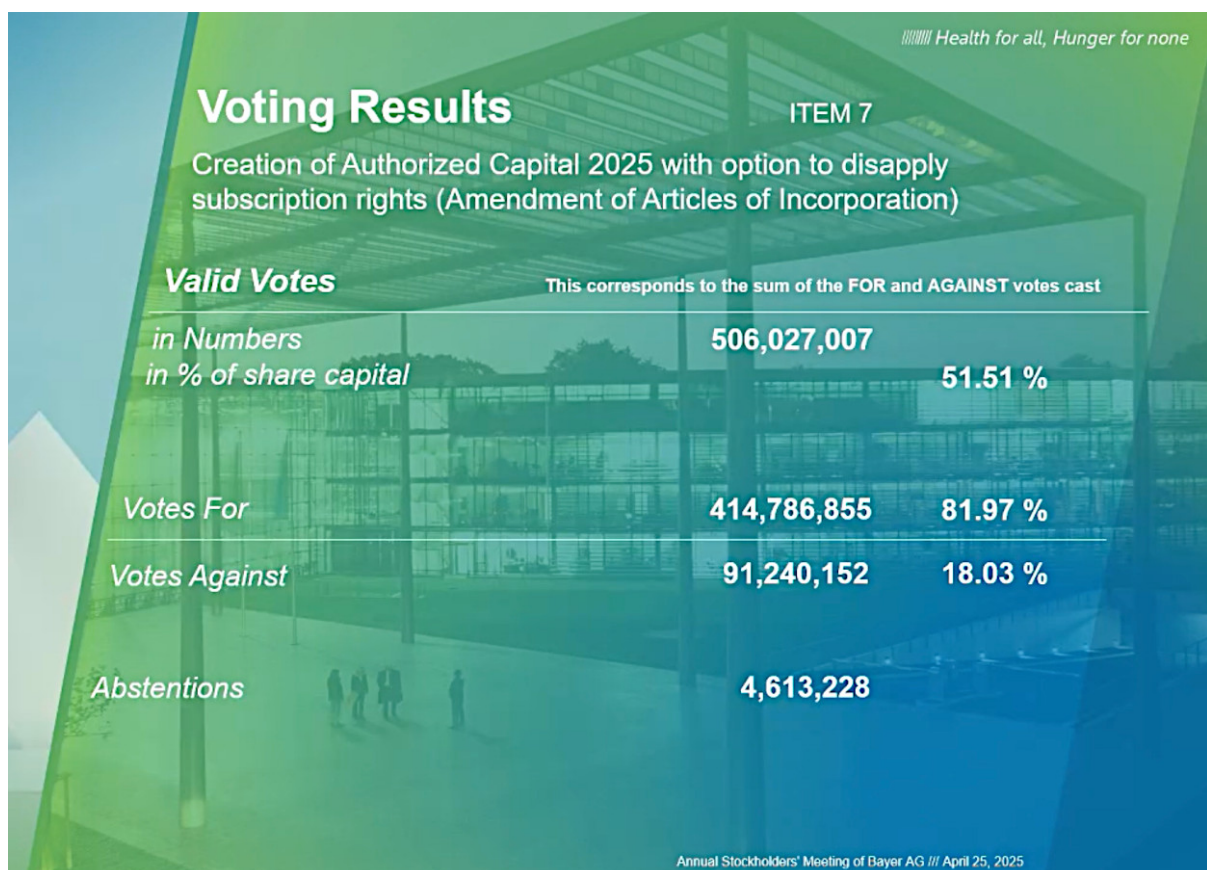 Health for all, Hunger for none
Voting Results ITEM 7
Creation of Authorized Capital 2025 with option to disapply
subscription rights (Amendment of Articles of Incorporation)
Valid Votes This corresponds to the sum of the FOR and AGAINST votes cast
in Numbers 506,027,007
in % of share capital 51.51 %
Votes For 414,786,855 81.97 %
Votes Against 91,240,152 18.03 %
Abstentions 4,613,228
Annual Stockholders' Meeting of Bayer AG /// April 25, 2025